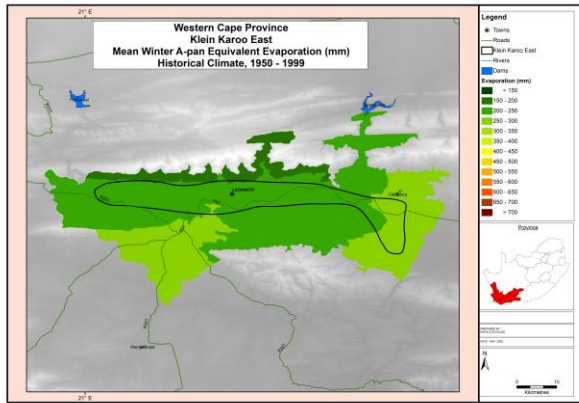 Western Cape Province
Klein Karoo East
Mean Winter A-pan Equivalent Evaporation (mm)
Historical Climate, 1950 - 1999
21° E
21° E
Legend
Towns
Roads
Klein Karoo East
Rivers
Dams
Evaporation (mm)
< 150
150 - 200
200 - 250
250 - 300
300 - 350
350 - 400
400 - 450
450 - 500
500 - 550
550 - 600
600 - 650
650 - 700
> 700
Province
N
0
10
Kilometres